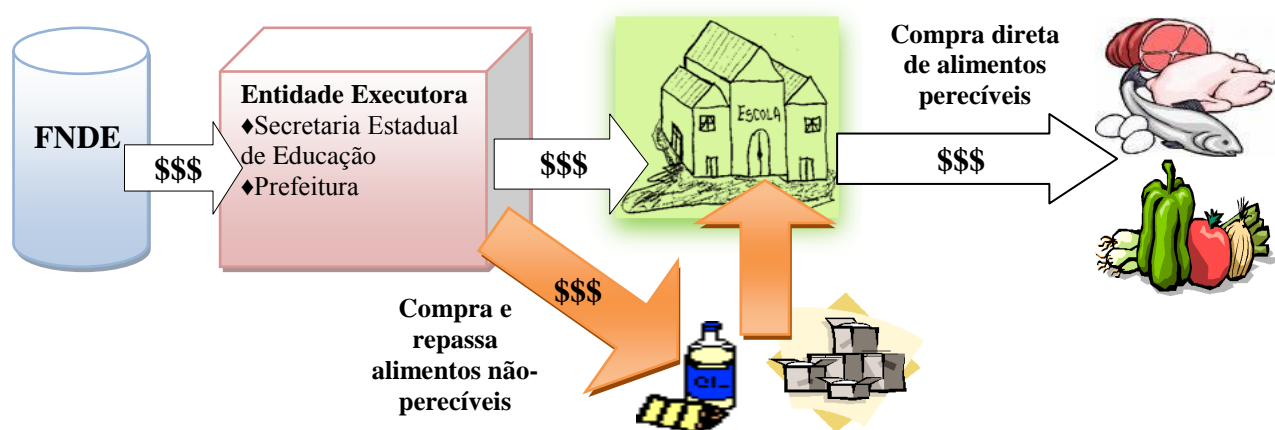 FNDE
$$$
Entidade Executora
♦Secretaria Estadual
de Educação
♦Prefeitura
$$$
ESCOLA
Compra direta
de alimentos
perecíveis
$$$
$$$
Compra e
repassa
alimentos não-
perecíveis